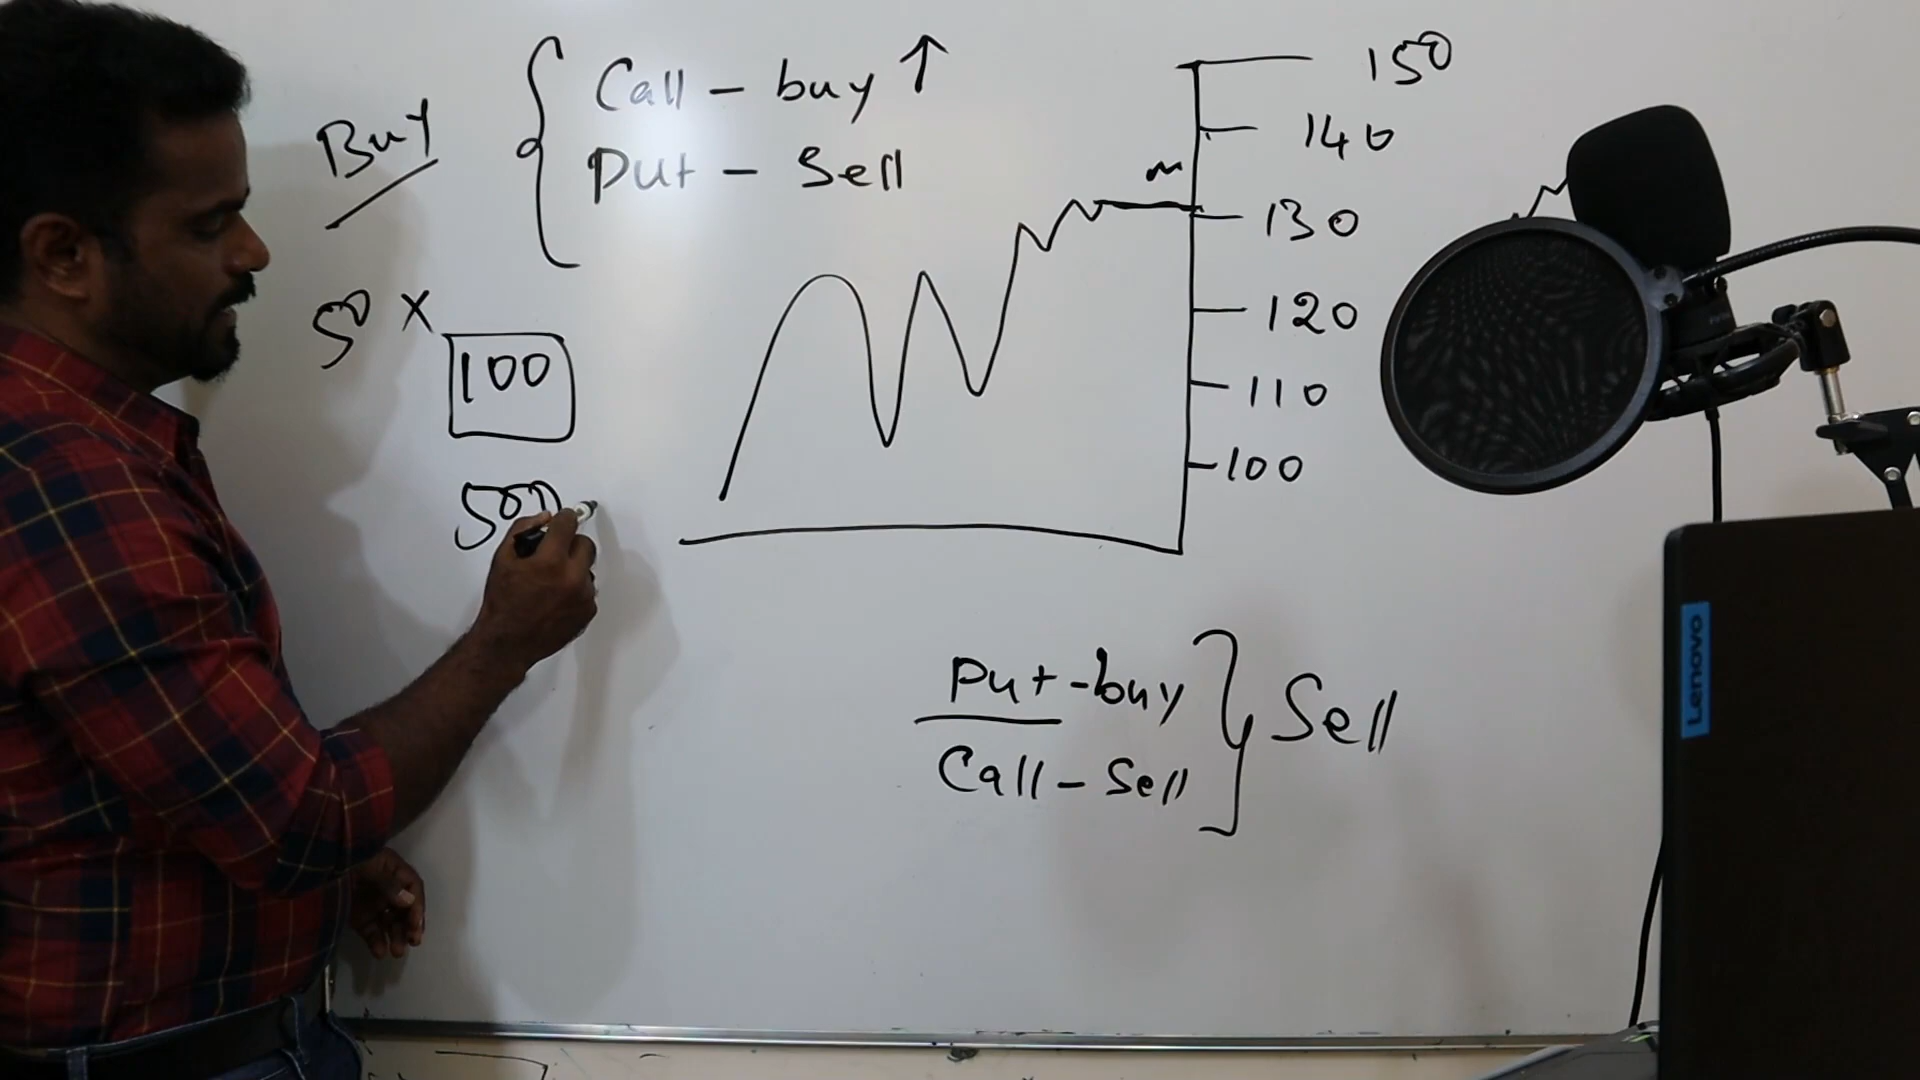 Buy { Call - buy ↑
Put - Sell
50 x 100
500
150
140
130
120
110
100
Put - buy } Sell
Call - Sell
Lenovo